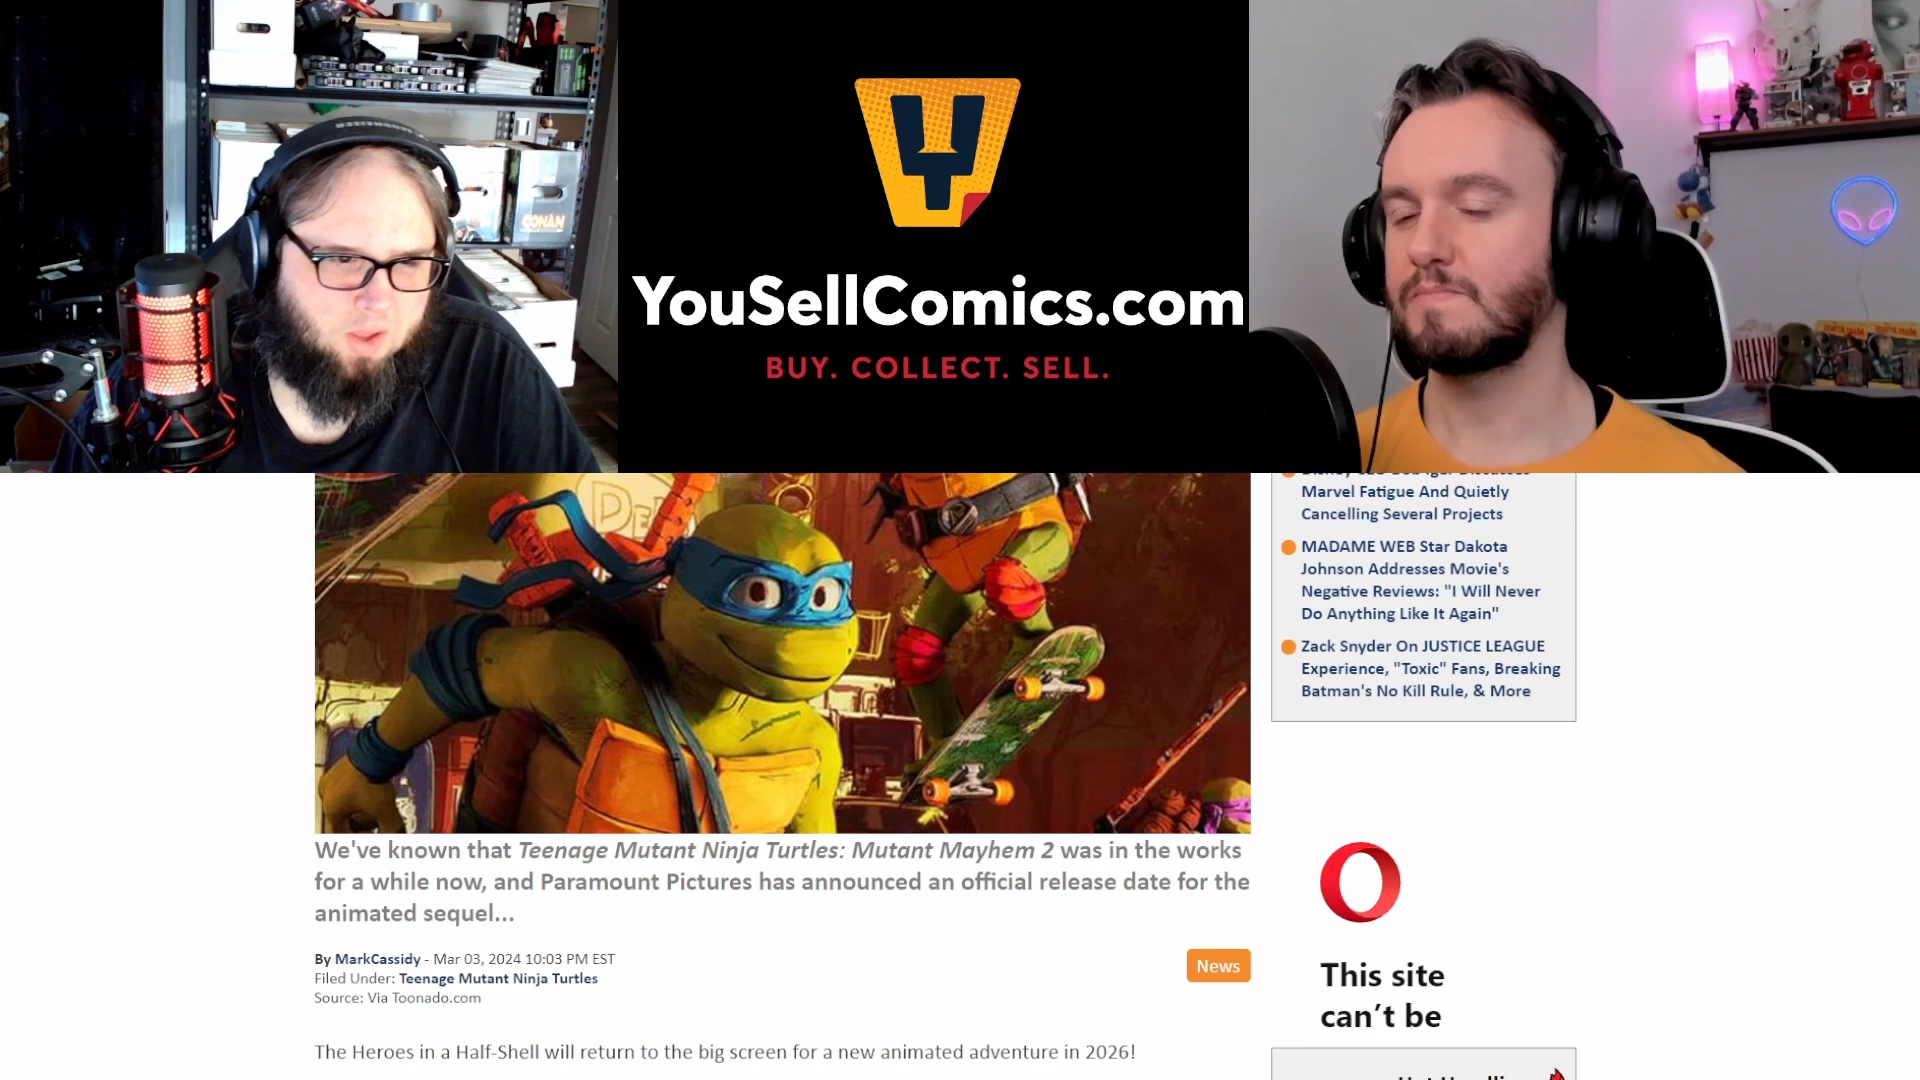 CONAN
YouSellComics.com
BUY. COLLECT. SELL.
Marvel Fatigue And Quietly
Cancelling Several Projects
MADAME WEB Star Dakota
Johnson Addresses Movie's
Negative Reviews: "I Will Never
Do Anything Like It Again"
Zack Snyder On JUSTICE LEAGUE
Experience, "Toxic" Fans, Breaking
Batman's No Kill Rule, & More
We've known that Teenage Mutant Ninja Turtles: Mutant Mayhem 2 was in the works
for a while now, and Paramount Pictures has announced an official release date for the
animated sequel...
By MarkCassidy - Mar 03, 2024 10:03 PM EST
Filed Under: Teenage Mutant Ninja Turtles
Source: Via Toonado.com
News
The Heroes in a Half-Shell will return to the big screen for a new animated adventure in 2026!
This site
can't be